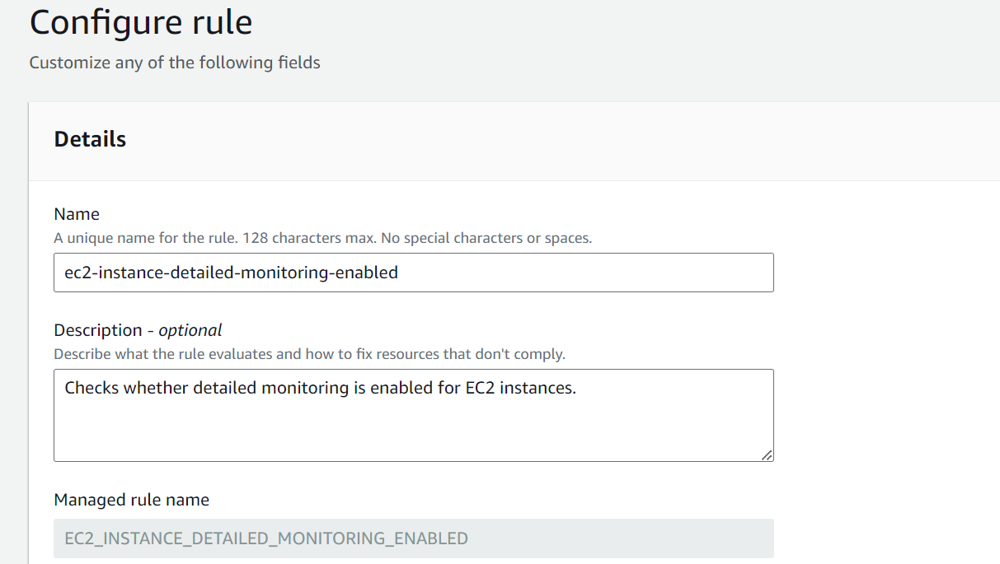 Configure rule
Customize any of the following fields
Details
Name
A unique name for the rule. 128 characters max. No special characters or spaces.
ec2-instance-detailed-monitoring-enabled
Description - optional
Describe what the rule evaluates and how to fix resources that don't comply.
Checks whether detailed monitoring is enabled for EC2 instances.
Managed rule name
EC2_INSTANCE_DETAILED_MONITORING_ENABLED